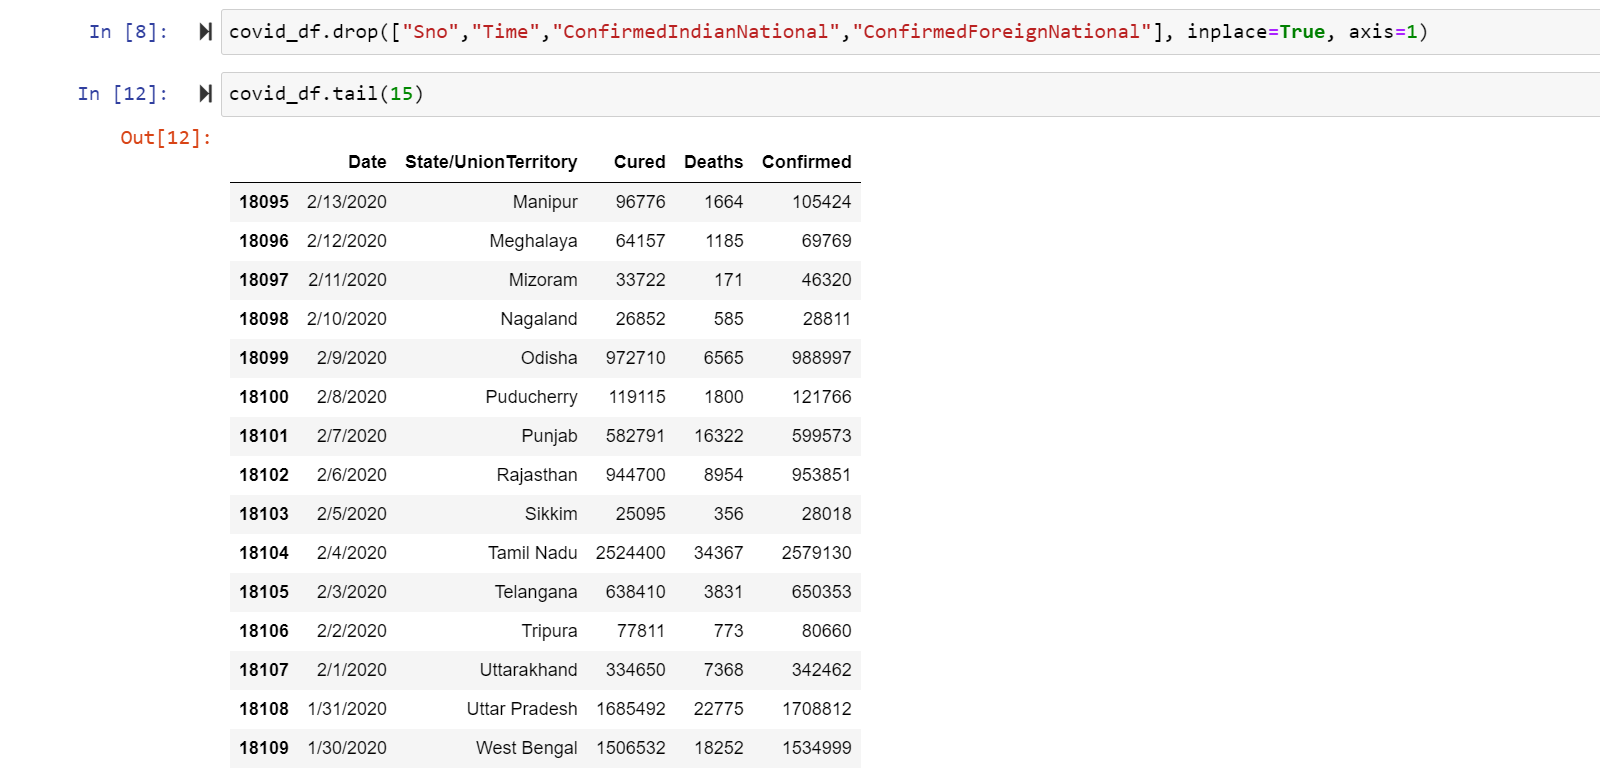 In [8]: covid_df.drop(["Sno","Time","ConfirmedIndianNational","ConfirmedForeignNational"], inplace=True, axis=1)
In [12]: covid_df.tail(15)
Out[12]:
Date State/UnionTerritory Cured Deaths Confirmed
18095 2/13/2020 Manipur 96776 1664 105424
18096 2/12/2020 Meghalaya 64157 1185 69769
18097 2/11/2020 Mizoram 33722 171 46320
18098 2/10/2020 Nagaland 26852 585 28811
18099 2/9/2020 Odisha 972710 6565 988997
18100 2/8/2020 Puducherry 119115 1800 121766
18101 2/7/2020 Punjab 582791 16322 599573
18102 2/6/2020 Rajasthan 944700 8954 953851
18103 2/5/2020 Sikkim 25095 356 28018
18104 2/4/2020 Tamil Nadu 2524400 34367 2579130
18105 2/3/2020 Telangana 638410 3831 650353
18106 2/2/2020 Tripura 77811 773 80660
18107 2/1/2020 Uttarakhand 334650 7368 342462
18108 1/31/2020 Uttar Pradesh 1685492 22775 1708812
18109 1/30/2020 West Bengal 1506532 18252 1534999